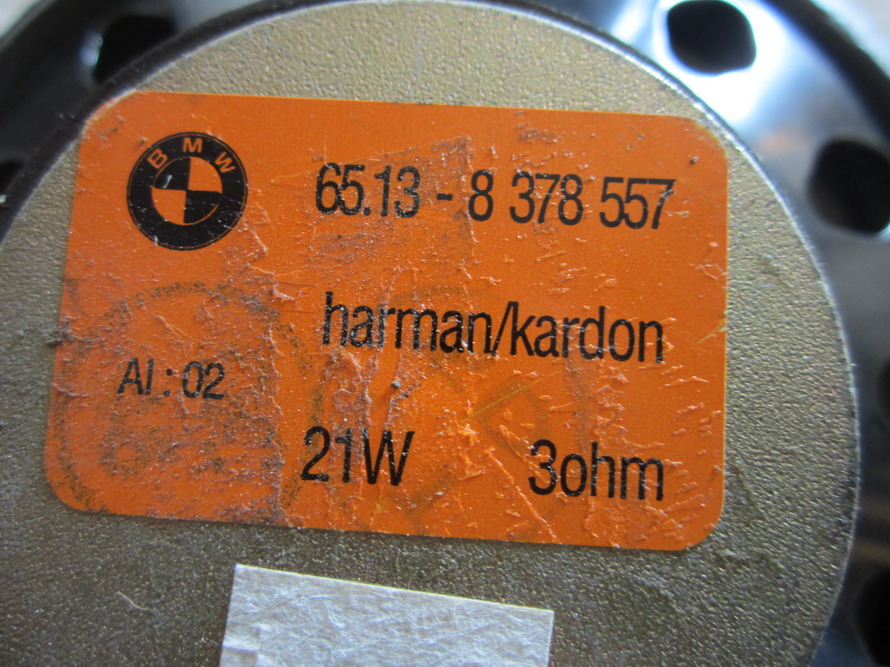 BMW
65.13 - 8 378 557
harman/kardon
AI : 02
21W 3ohm